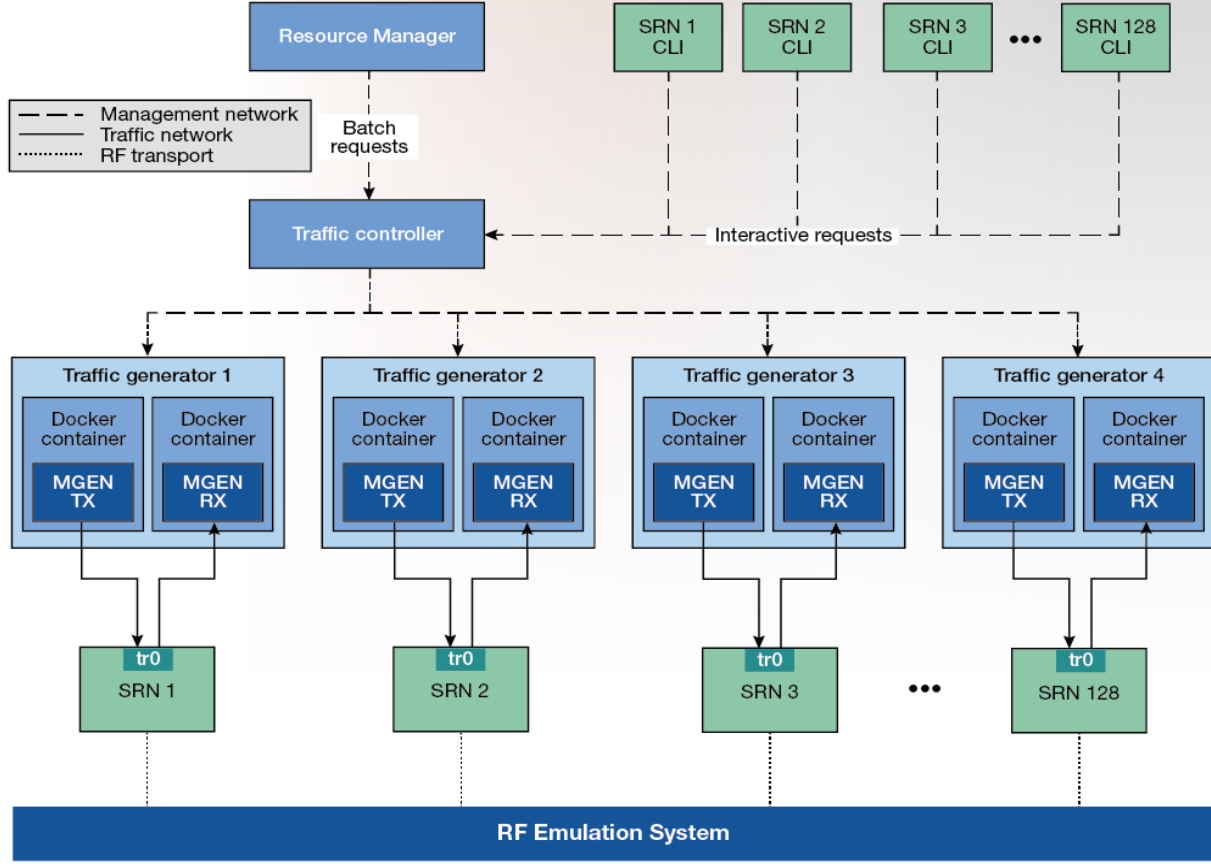 Resource Manager
SRN 1
CLI
SRN 2
CLI
SRN 3
CLI
•••
SRN 128
CLI
Management network
Traffic network
RF transport
Batch
requests
Traffic controller
Interactive requests
Traffic generator 1
Docker
container
MGEN
TX
Docker
container
MGEN
RX
Traffic generator 2
Docker
container
MGEN
TX
Docker
container
MGEN
RX
Traffic generator 3
Docker
container
MGEN
TX
Docker
container
MGEN
RX
Traffic generator 4
Docker
container
MGEN
TX
Docker
container
MGEN
RX
tr0
SRN 1
tr0
SRN 2
tr0
SRN 3
•••
tr0
SRN 128
RF Emulation System